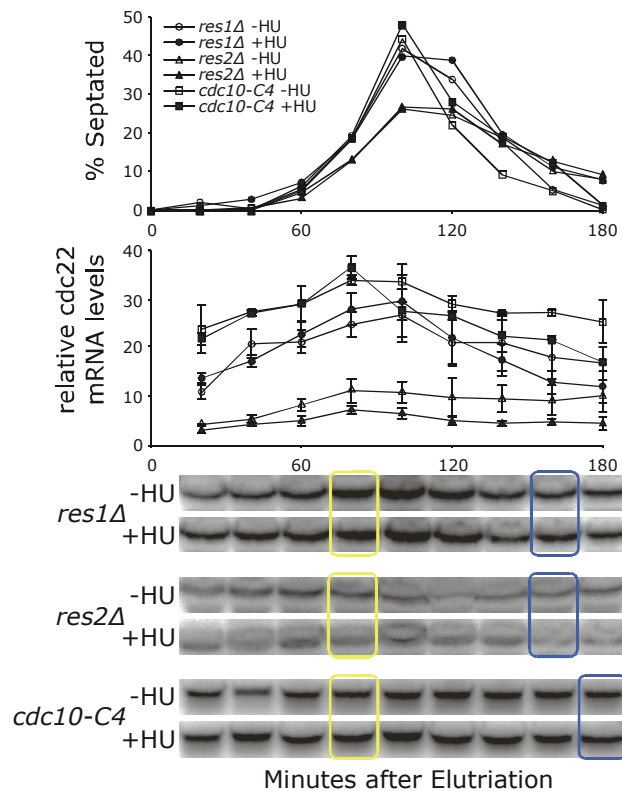 50
40
30
20
10
0
% Septated
res1Δ -HU
res1Δ +HU
res2Δ -HU
res2Δ +HU
cdc10-C4 -HU
cdc10-C4 +HU
60 120 180
40
30
20
10
0
relative cdc22
mRNA levels
0 60 120 180
res1Δ
-HU
+HU
res2Δ
-HU
+HU
cdc10-C4
-HU
+HU
Minutes after Elutriation